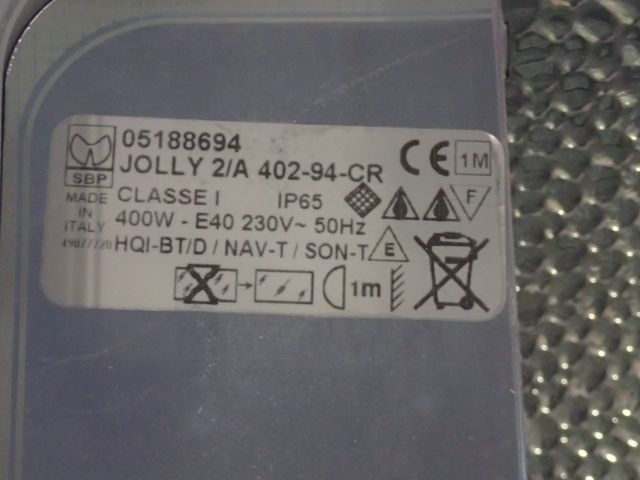 05188694
JOLLY 2/A 402-94-CR
CE 1M
SBP
CLASSE I IP65
F
MADE
IN
ITALY
400W - E40 230V~ 50Hz
HQI-BT/D / NAV-T / SON-T
E
1m